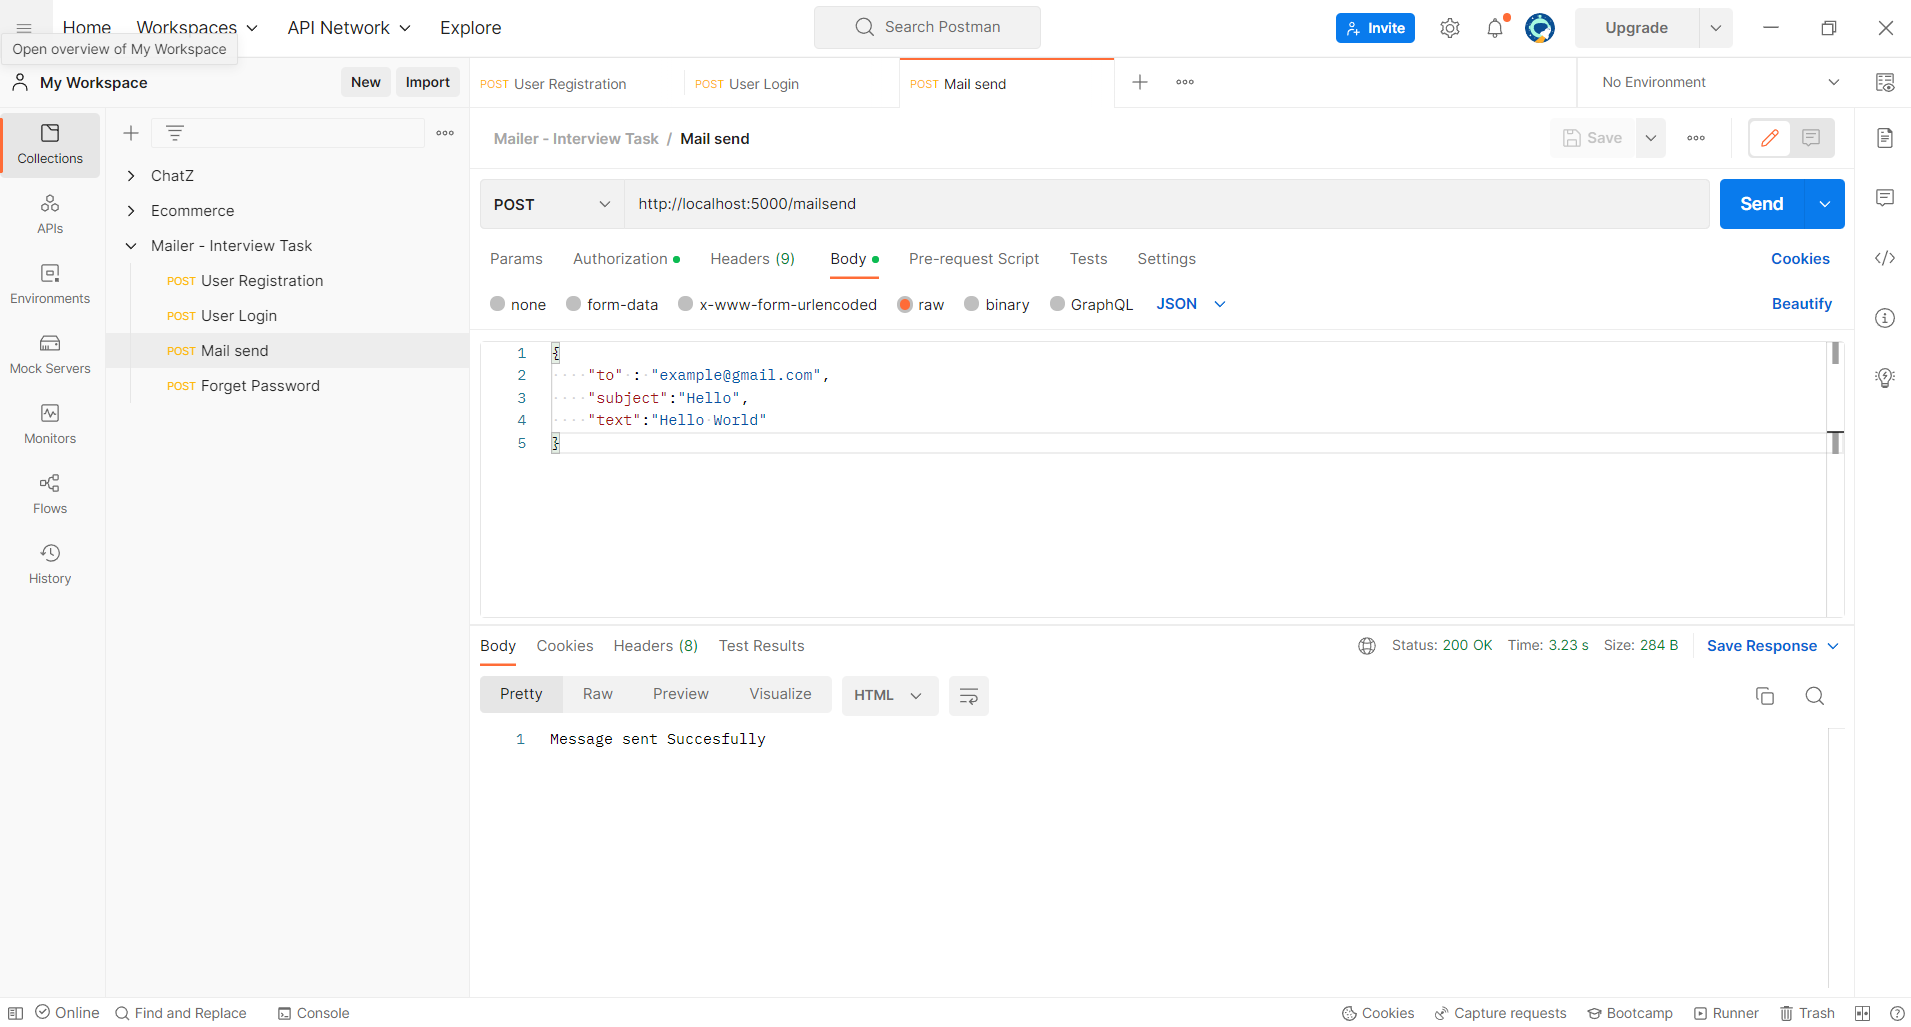 Home Workspaces API Network Explore
Search Postman
Invite
Upgrade
Open overview of My Workspace
My Workspace
New Import
POST User Registration
POST User Login
POST Mail send
No Environment
Collections
APIs
Environments
Mock Servers
Monitors
Flows
History
ChatZ
Ecommerce
Mailer - Interview Task
POST User Registration
POST User Login
POST Mail send
POST Forget Password
Mailer - Interview Task / Mail send
Save
POST http://localhost:5000/mailsend
Send
Params Authorization Headers (9) Body Pre-request Script Tests Settings
Cookies
none form-data x-www-form-urlencoded raw binary GraphQL JSON
Beautify
1 {
2 ····"to"·:·"example@gmail.com",
3 ····"subject":"Hello",
4 ····"text":"Hello·World"
5 }
Body Cookies Headers (8) Test Results
Status: 200 OK Time: 3.23 s Size: 284 B
Save Response
Pretty Raw Preview Visualize HTML
1 Message sent Succesfully
Online Find and Replace Console
Cookies Capture requests Bootcamp Runner Trash